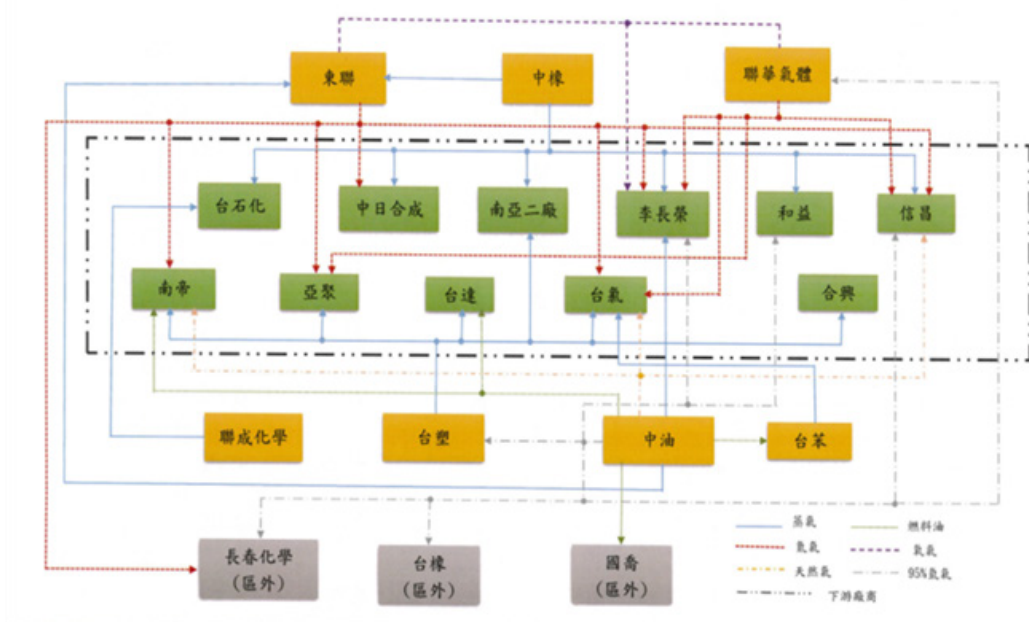 東聯
中橡
聯華氣體
台石化
中日合成
南亞二廠
李長榮
和益
信昌
南帝
亞聚
台達
台氯
合興
聯成化學
台塑
中油
台苯
長春化學
(區外)
台橡
(區外)
國喬
(區外)
蒸氣
燃料油
氮氣
氧氣
天然氣
95%氫氣
下游廠商